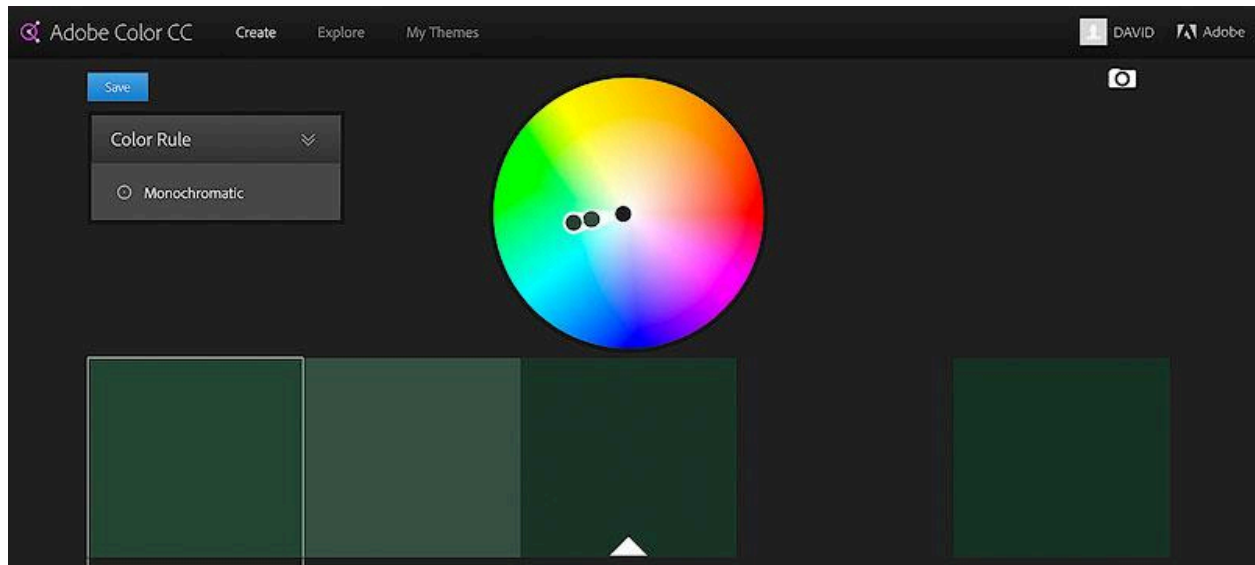 Adobe Color CC Create Explore My Themes DAVID Adobe
Save
Color Rule
Monochromatic